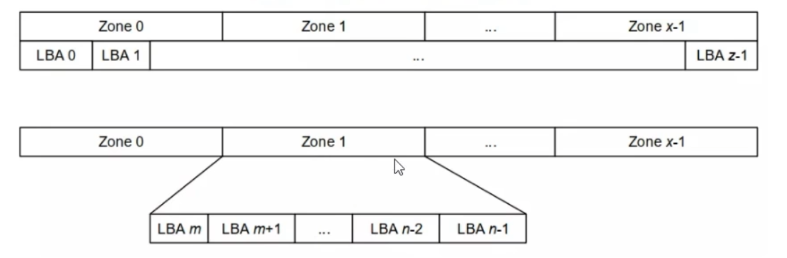 Zone 0 Zone 1 ... Zone x-1
LBA 0 LBA 1 ... LBA z-1
Zone 0 Zone 1 ... Zone x-1
LBA m LBA m+1 ... LBA n-2 LBA n-1